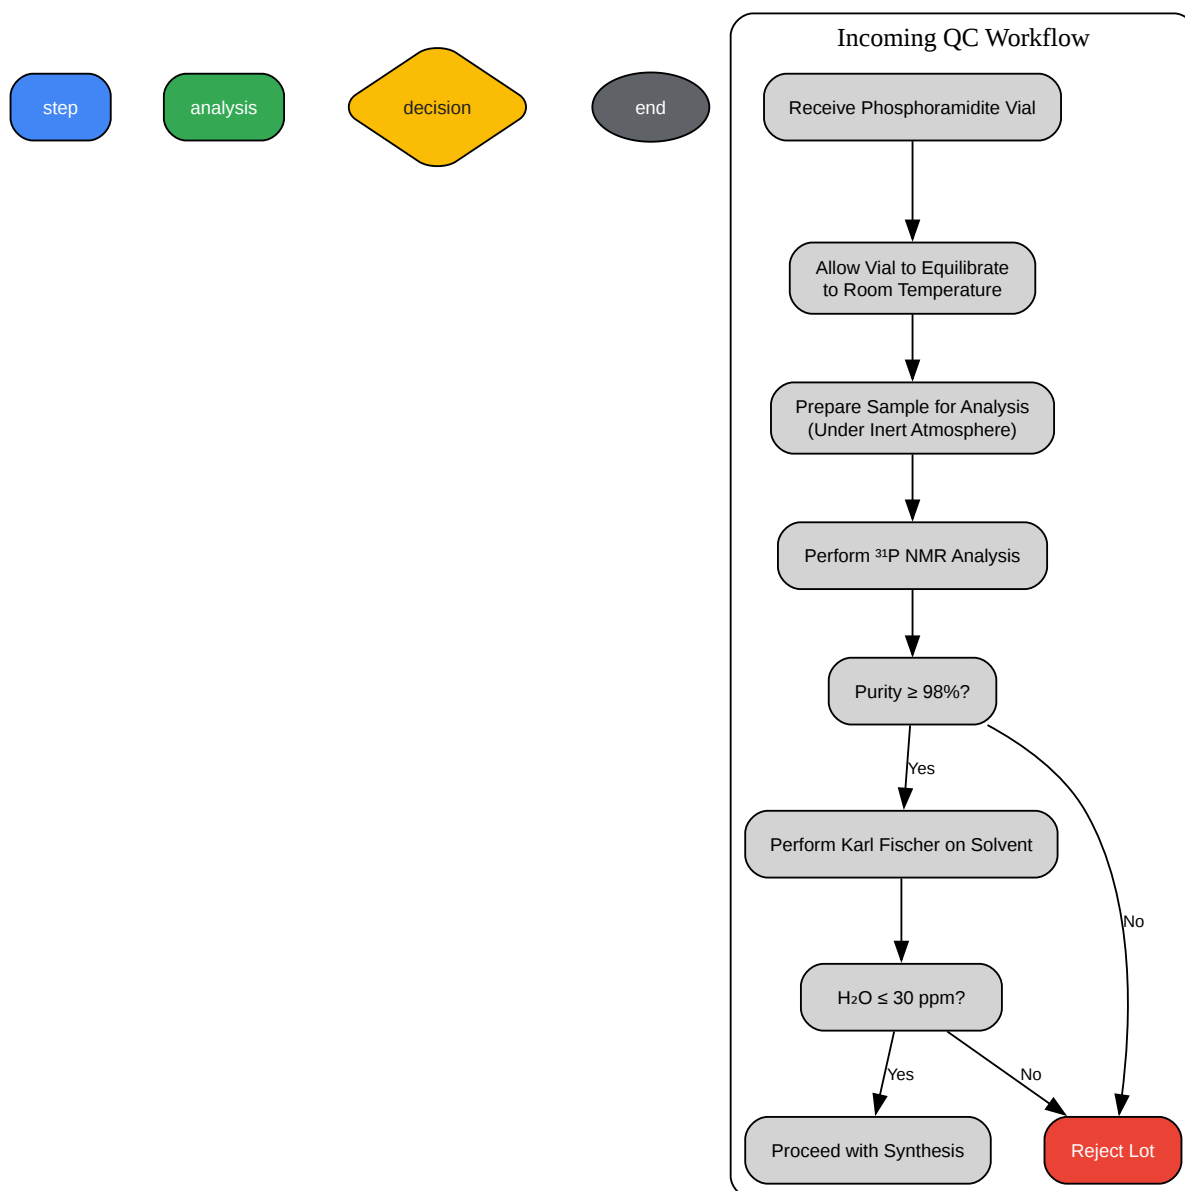 Incoming QC Workflow
step
analysis
decision
end
Receive Phosphoramidite Vial
Allow Vial to Equilibrate
to Room Temperature
Prepare Sample for Analysis
(Under Inert Atmosphere)
Perform ³¹P NMR Analysis
Purity ≥ 98%?
Yes
Perform Karl Fischer on Solvent
No
H₂O ≤ 30 ppm?
Yes
No
Proceed with Synthesis
Reject Lot